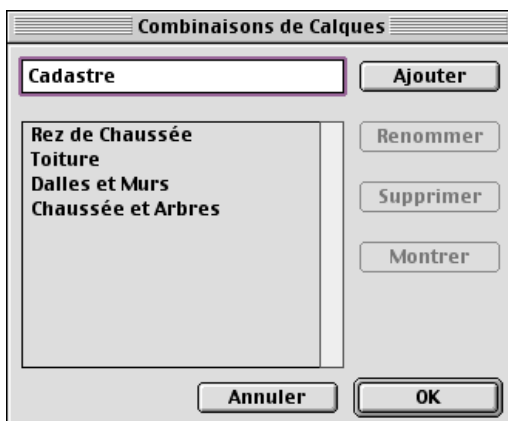 Combinaisons de Calques
Cadastre
Ajouter
Rez de Chaussée
Toiture
Dalles et Murs
Chaussée et Arbres
Renommer
Supprimer
Montrer
Annuler
OK